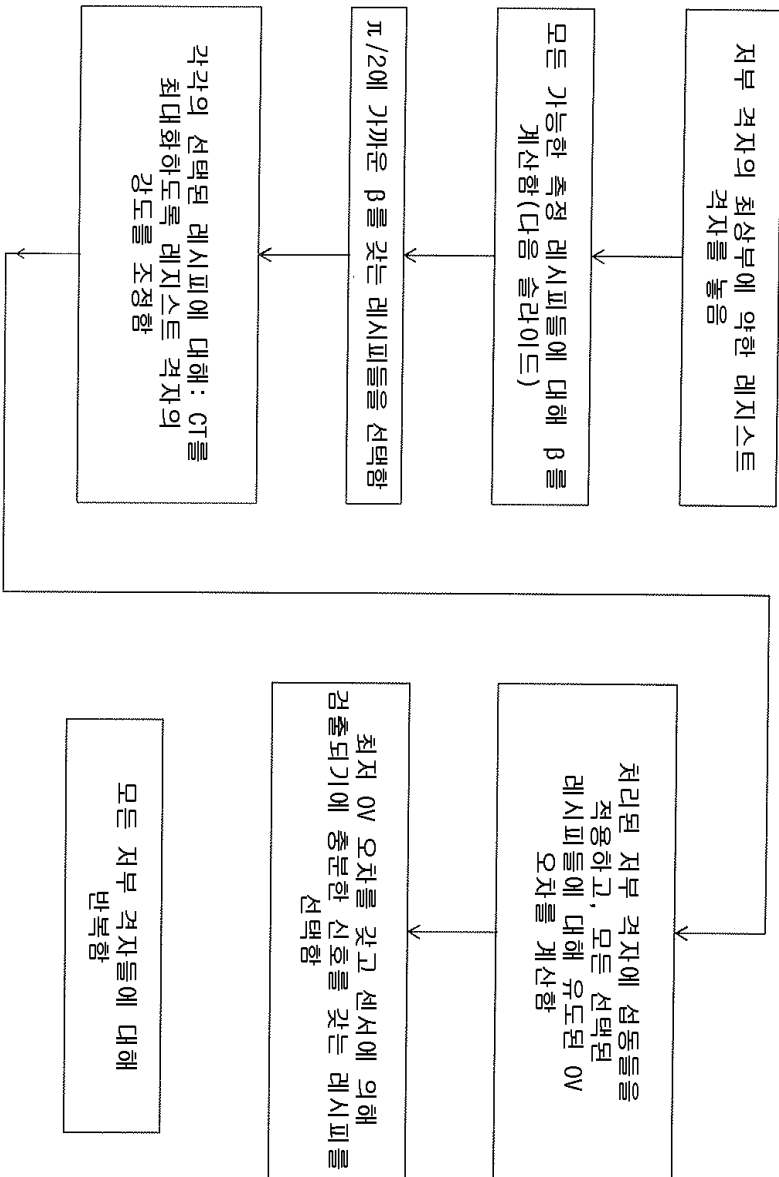 저부 격자의 최상부에 약한 레지스트
격자를 놓음
모든 가능한 측정 레시피들에 대해 β를
계산함(다음 슬라이드)
π/2에 가까운 β를 갖는 레시피들을 선택함
각각의 선택된 레시피에 대해: CT를
최대화하도록 레지스트 격자의
강도를 조정함
처리된 저부 격자에 섭동들을
적용하고, 모든 선택된
레시피들에 대해 유도된 OV
오차를 계산함
최저 OV 오차를 갖고 센서에 의해
검출되기에 충분한 신호를 갖는 레시피를
선택함
모든 저부 격자들에 대해
반복함